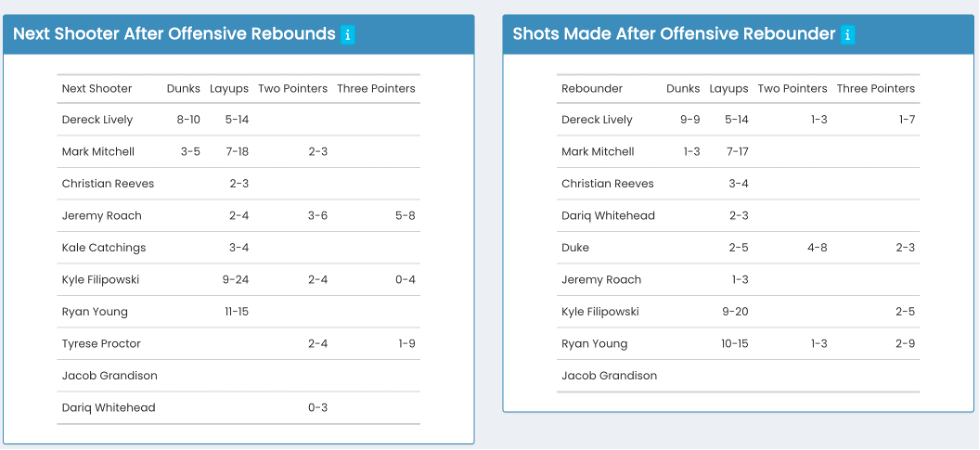 Next Shooter After Offensive Rebounds i
Next Shooter Dunks Layups Two Pointers Three Pointers
Dereck Lively 8-10 5-14
Mark Mitchell 3-5 7-18 2-3
Christian Reeves 2-3
Jeremy Roach 2-4 3-6 5-8
Kale Catchings 3-4
Kyle Filipowski 9-24 2-4 0-4
Ryan Young 11-15
Tyrese Proctor 2-4 1-9
Jacob Grandison
Dariq Whitehead 0-3
Shots Made After Offensive Rebounder i
Rebounder Dunks Layups Two Pointers Three Pointers
Dereck Lively 9-9 5-14 1-3 1-7
Mark Mitchell 1-3 7-17
Christian Reeves 3-4
Dariq Whitehead 2-3
Duke 2-5 4-8 2-3
Jeremy Roach 1-3
Kyle Filipowski 9-20 2-5
Ryan Young 10-15 1-3 2-9
Jacob Grandison